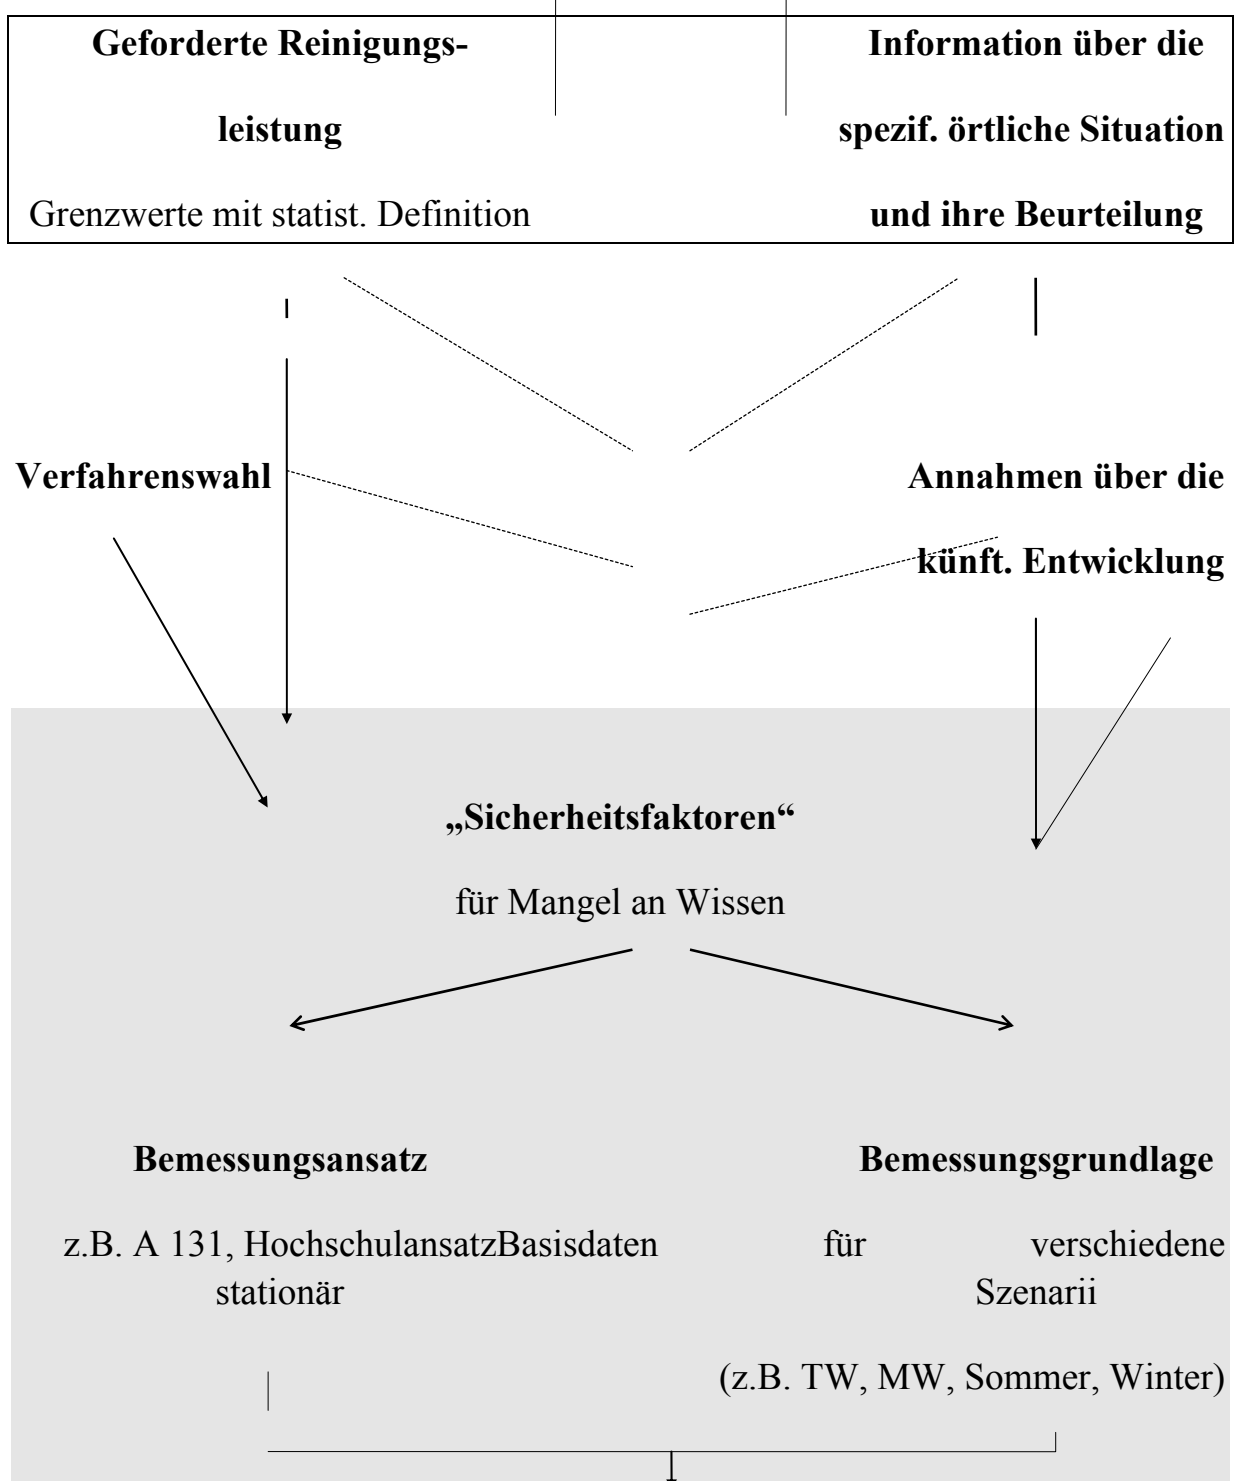 Geforderte Reinigungs-
leistung
Grenzwerte mit statist. Definition
Information über die
spezif. örtliche Situation
und ihre Beurteilung
Verfahrenswahl
Annahmen über die
künft. Entwicklung
„Sicherheitsfaktoren“
für Mangel an Wissen
Bemessungsansatz
Bemessungsgrundlage
z.B. A 131, HochschulansatzBasisdaten für verschiedene
stationär
Szenarii
(z.B. TW, MW, Sommer, Winter)